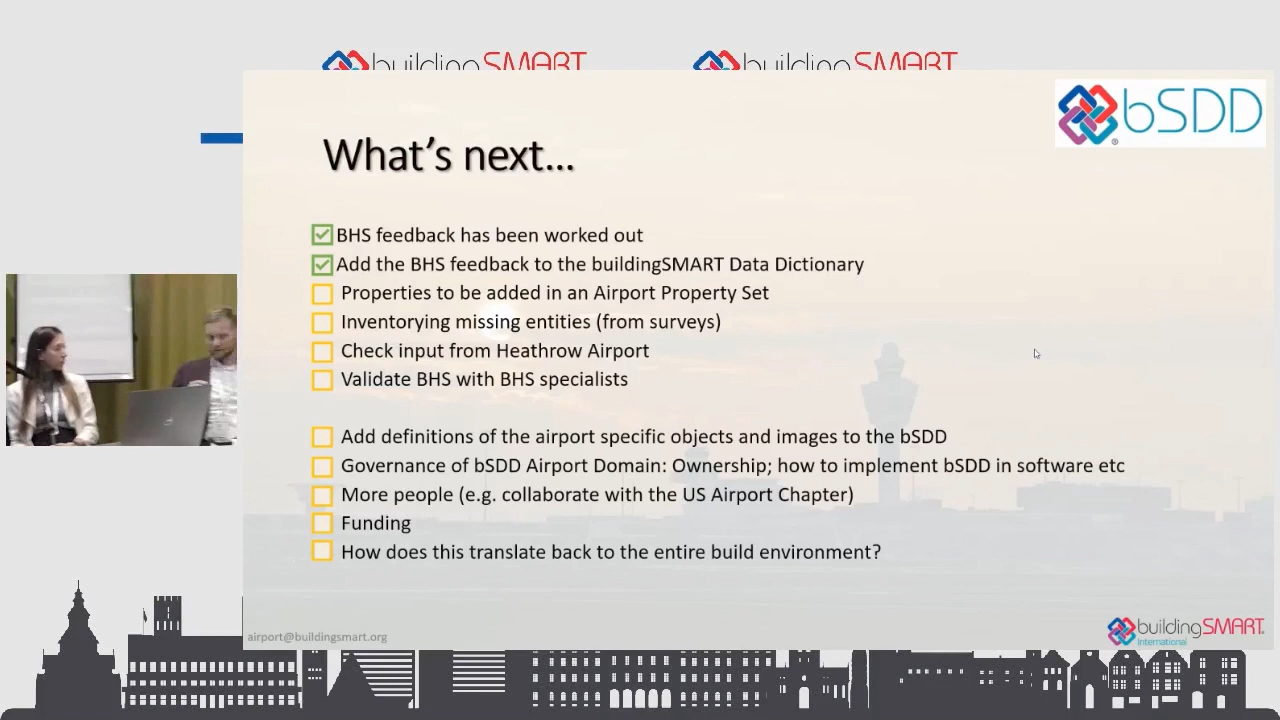 buildingSMART buildingSMART
bSDD
What's next...
BHS feedback has been worked out
Add the BHS feedback to the buildingSMART Data Dictionary
Properties to be added in an Airport Property Set
Inventorying missing entities (from surveys)
Check input from Heathrow Airport
Validate BHS with BHS specialists
Add definitions of the airport specific objects and images to the bSDD
Governance of bSDD Airport Domain: Ownership; how to implement bSDD in software etc
More people (e.g. collaborate with the US Airport Chapter)
Funding
How does this translate back to the entire build environment?
airport@buildingsmart.org
buildingSMART
International